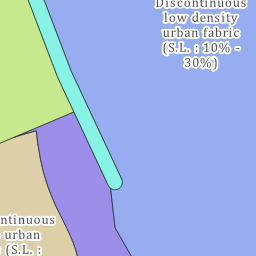 Discontinuous
low density
urban fabric
(S.L. : 10% -
30%)
ntinuous
urban
(S.L. :